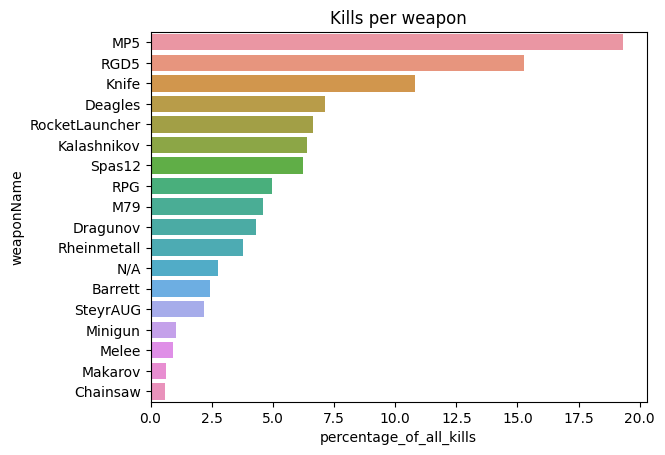 Kills per weapon
weaponName
MP5
RGD5
Knife
Deagles
RocketLauncher
Kalashnikov
Spas12
RPG
M79
Dragunov
Rheinmetall
N/A
Barrett
SteyrAUG
Minigun
Melee
Makarov
Chainsaw
0.0 2.5 5.0 7.5 10.0 12.5 15.0 17.5 20.0
percentage_of_all_kills